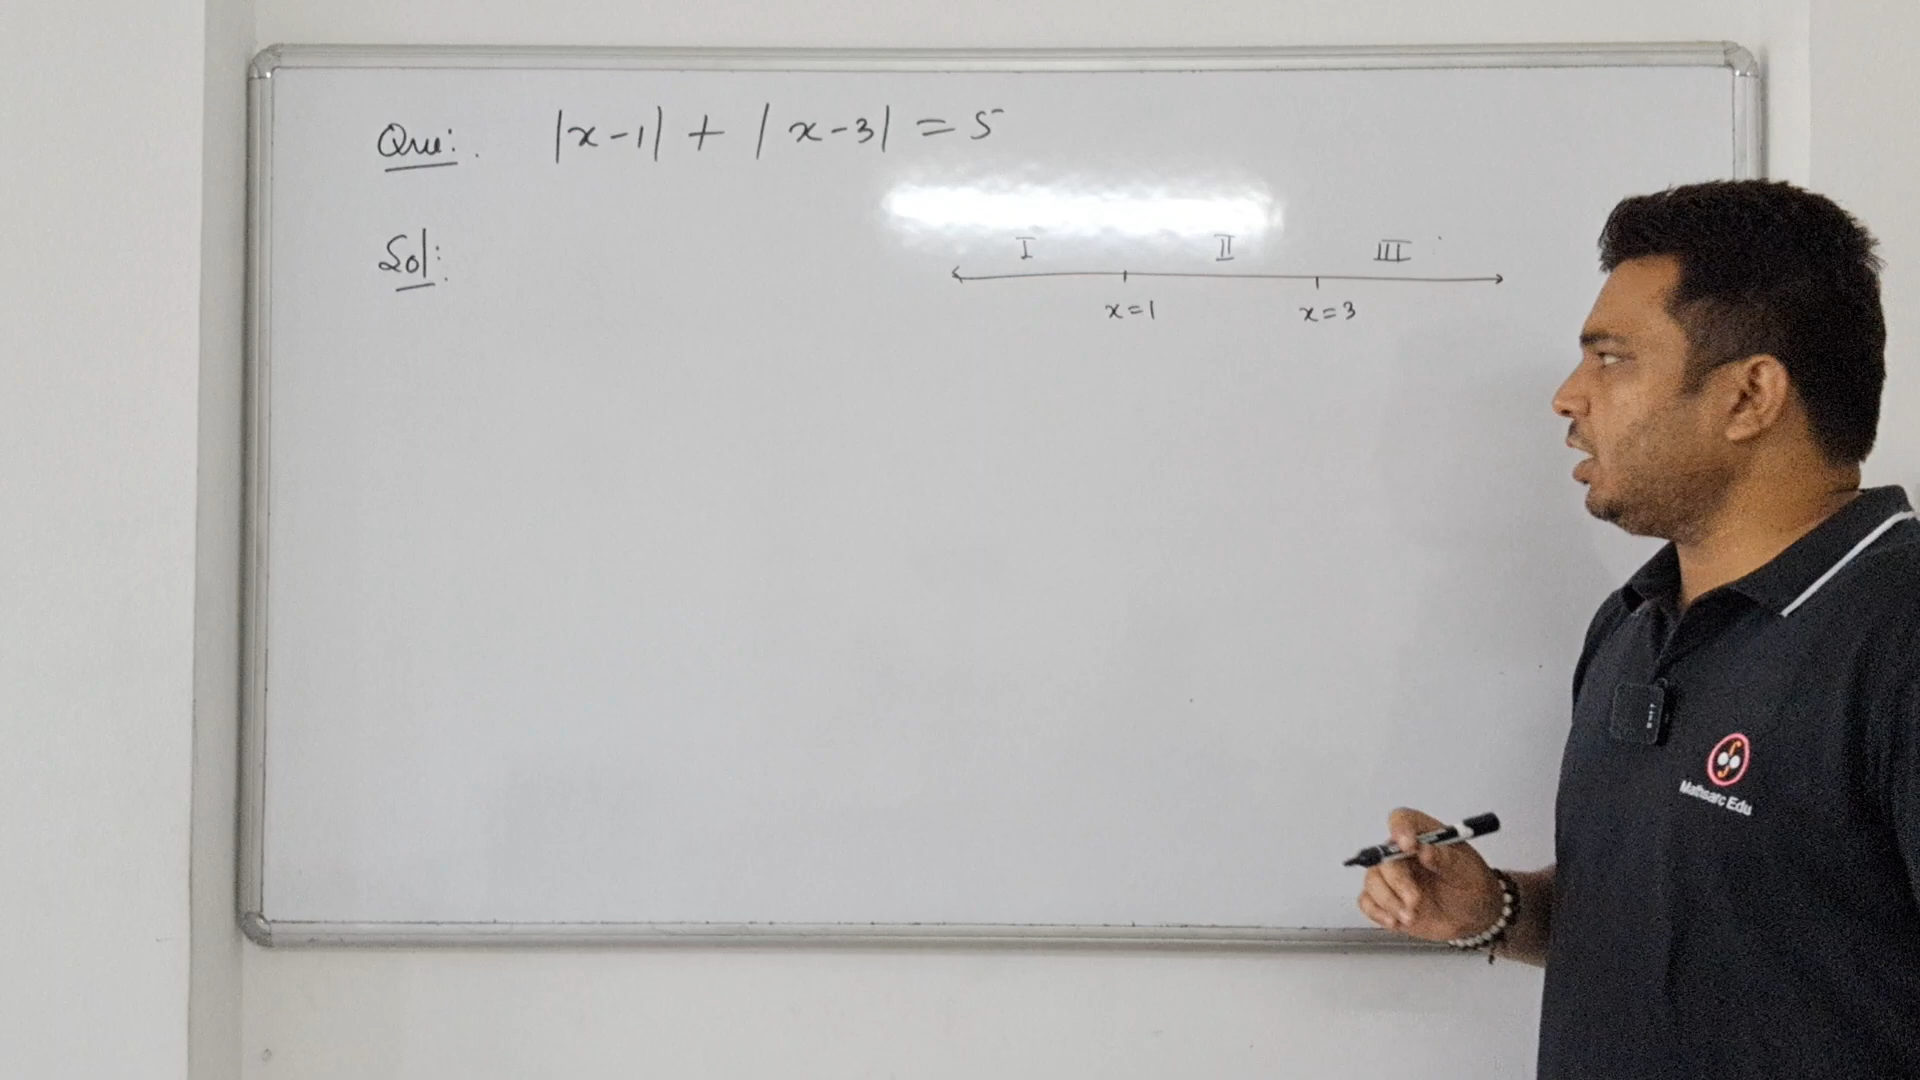 Que: |x-1| + |x-3| = 5
Sol:
I II III
x=1 x=3
Mathsarc Edu